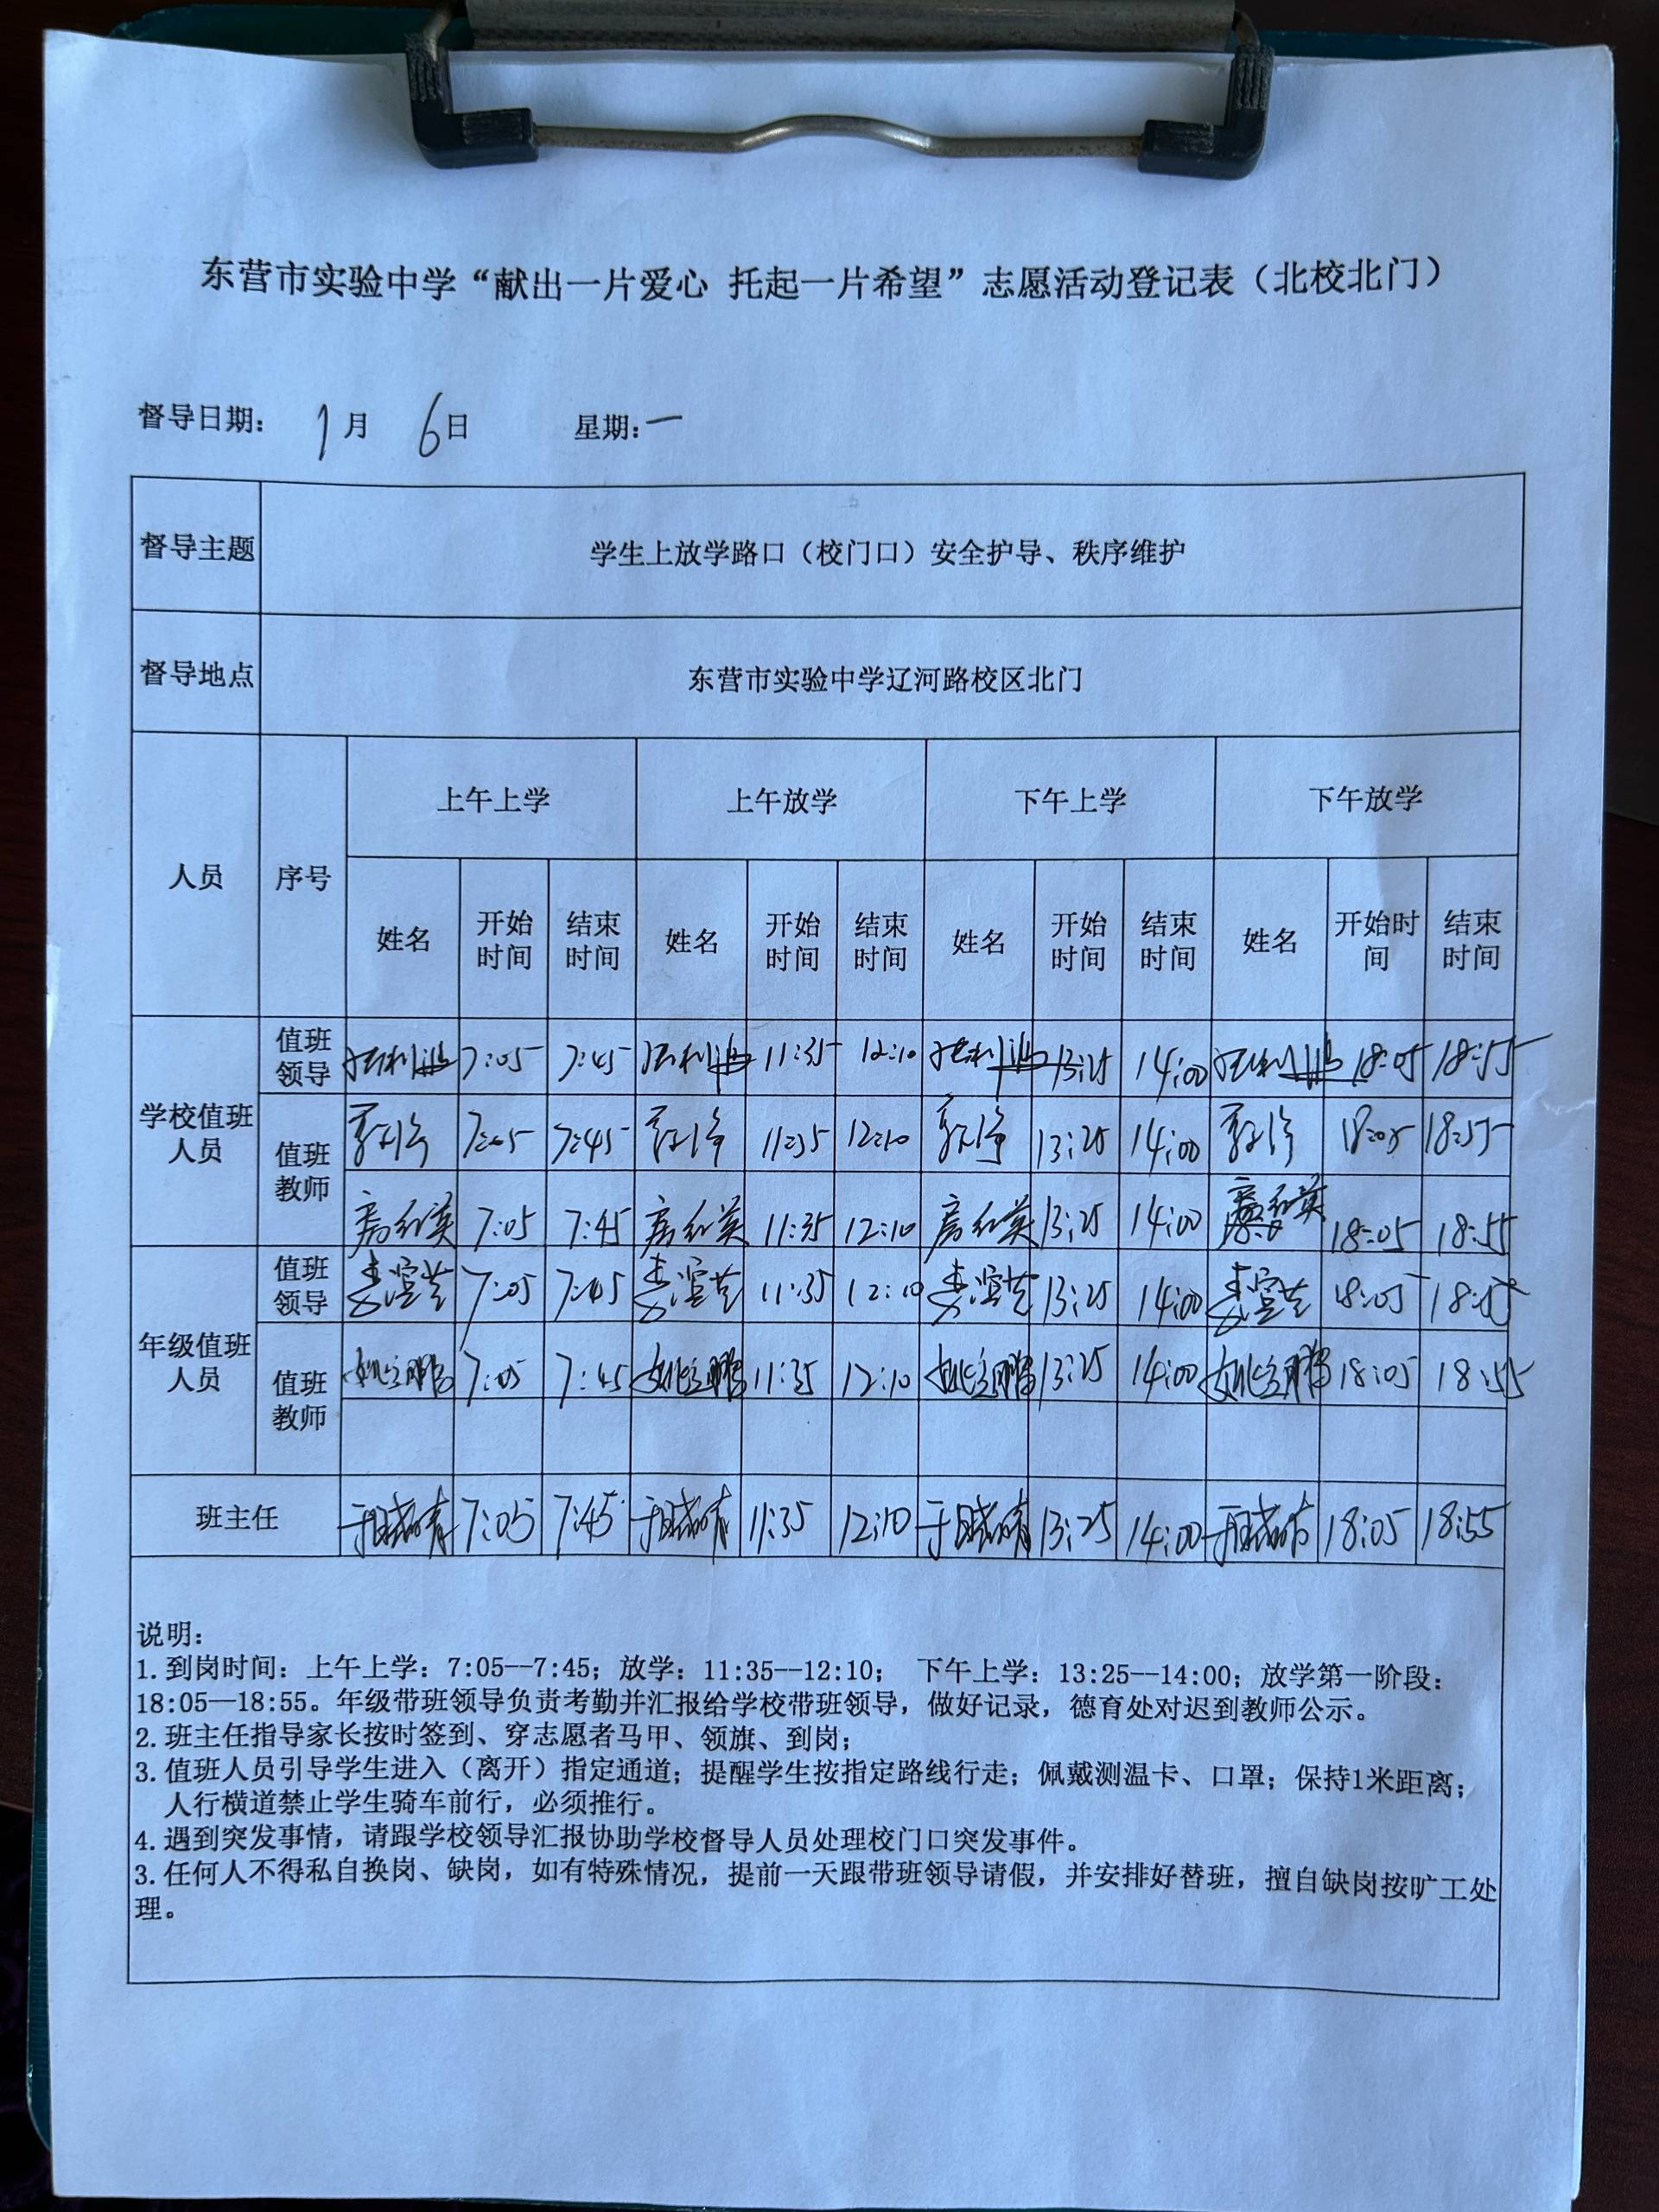 东营市实验中学“献出一片爱心 托起一片希望”志愿活动登记表（北校北门）
督导日期： 1月 6日 星期：一
督导主题 学生上放学路口（校门口）安全护导、秩序维护
督导地点 东营市实验中学辽河路校区北门
人员 序号 上午上学 上午放学 下午上学 下午放学
姓名 开始时间 结束时间 姓名 开始时间 结束时间 姓名 开始时间 结束时间 姓名 开始时间 结束时间
学校值班人员 值班领导 7:05 7:45 11:35 12:10 13:25 14:00 18:05 18:55
值班教师 7:05 7:45 11:35 12:10 13:25 14:00 18:05 18:55
房红英 7:05 7:45 房红英 11:35 12:10 房红英 13:25 14:00 房红英 18:05 18:55
年级值班人员 值班领导 7:05 7:45 11:35 12:10 13:25 14:00 18:05 18:55
值班教师 姚立鹏 7:05 7:45 姚立鹏 11:35 12:10 姚立鹏 13:25 14:00 姚立鹏 18:05 18:55
班主任 7:05 7:45 11:35 12:10 13:25 14:00 18:05 18:55
说明：
1. 到岗时间：上午上学：7:05--7:45；放学：11:35--12:10； 下午上学：13:25--14:00；放学第一阶段：
18:05—18:55。年级带班领导负责考勤并汇报给学校带班领导，做好记录，德育处对迟到教师公示。
2. 班主任指导家长按时签到、穿志愿者马甲、领旗、到岗；
3. 值班人员引导学生进入（离开）指定通道；提醒学生按指定路线行走；佩戴测温卡、口罩；保持1米距离；
人行横道禁止学生骑车前行，必须推行。
4. 遇到突发事情，请跟学校领导汇报协助学校督导人员处理校门口突发事件。
3. 任何人不得私自换岗、缺岗，如有特殊情况，提前一天跟带班领导请假，并安排好替班，擅自缺岗按旷工处
理。